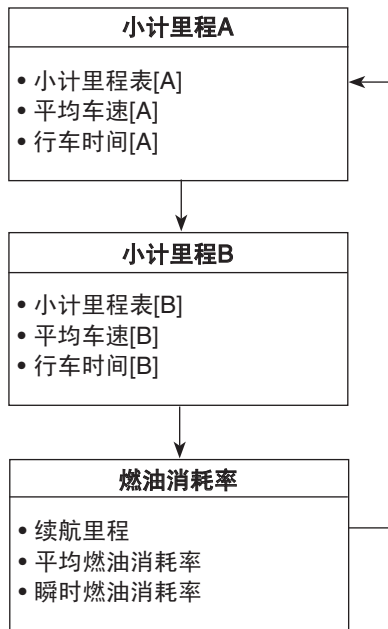 小计里程A
• 小计里程表[A]
• 平均车速[A]
• 行车时间[A]
小计里程B
• 小计里程表[B]
• 平均车速[B]
• 行车时间[B]
燃油消耗率
• 续航里程
• 平均燃油消耗率
• 瞬时燃油消耗率